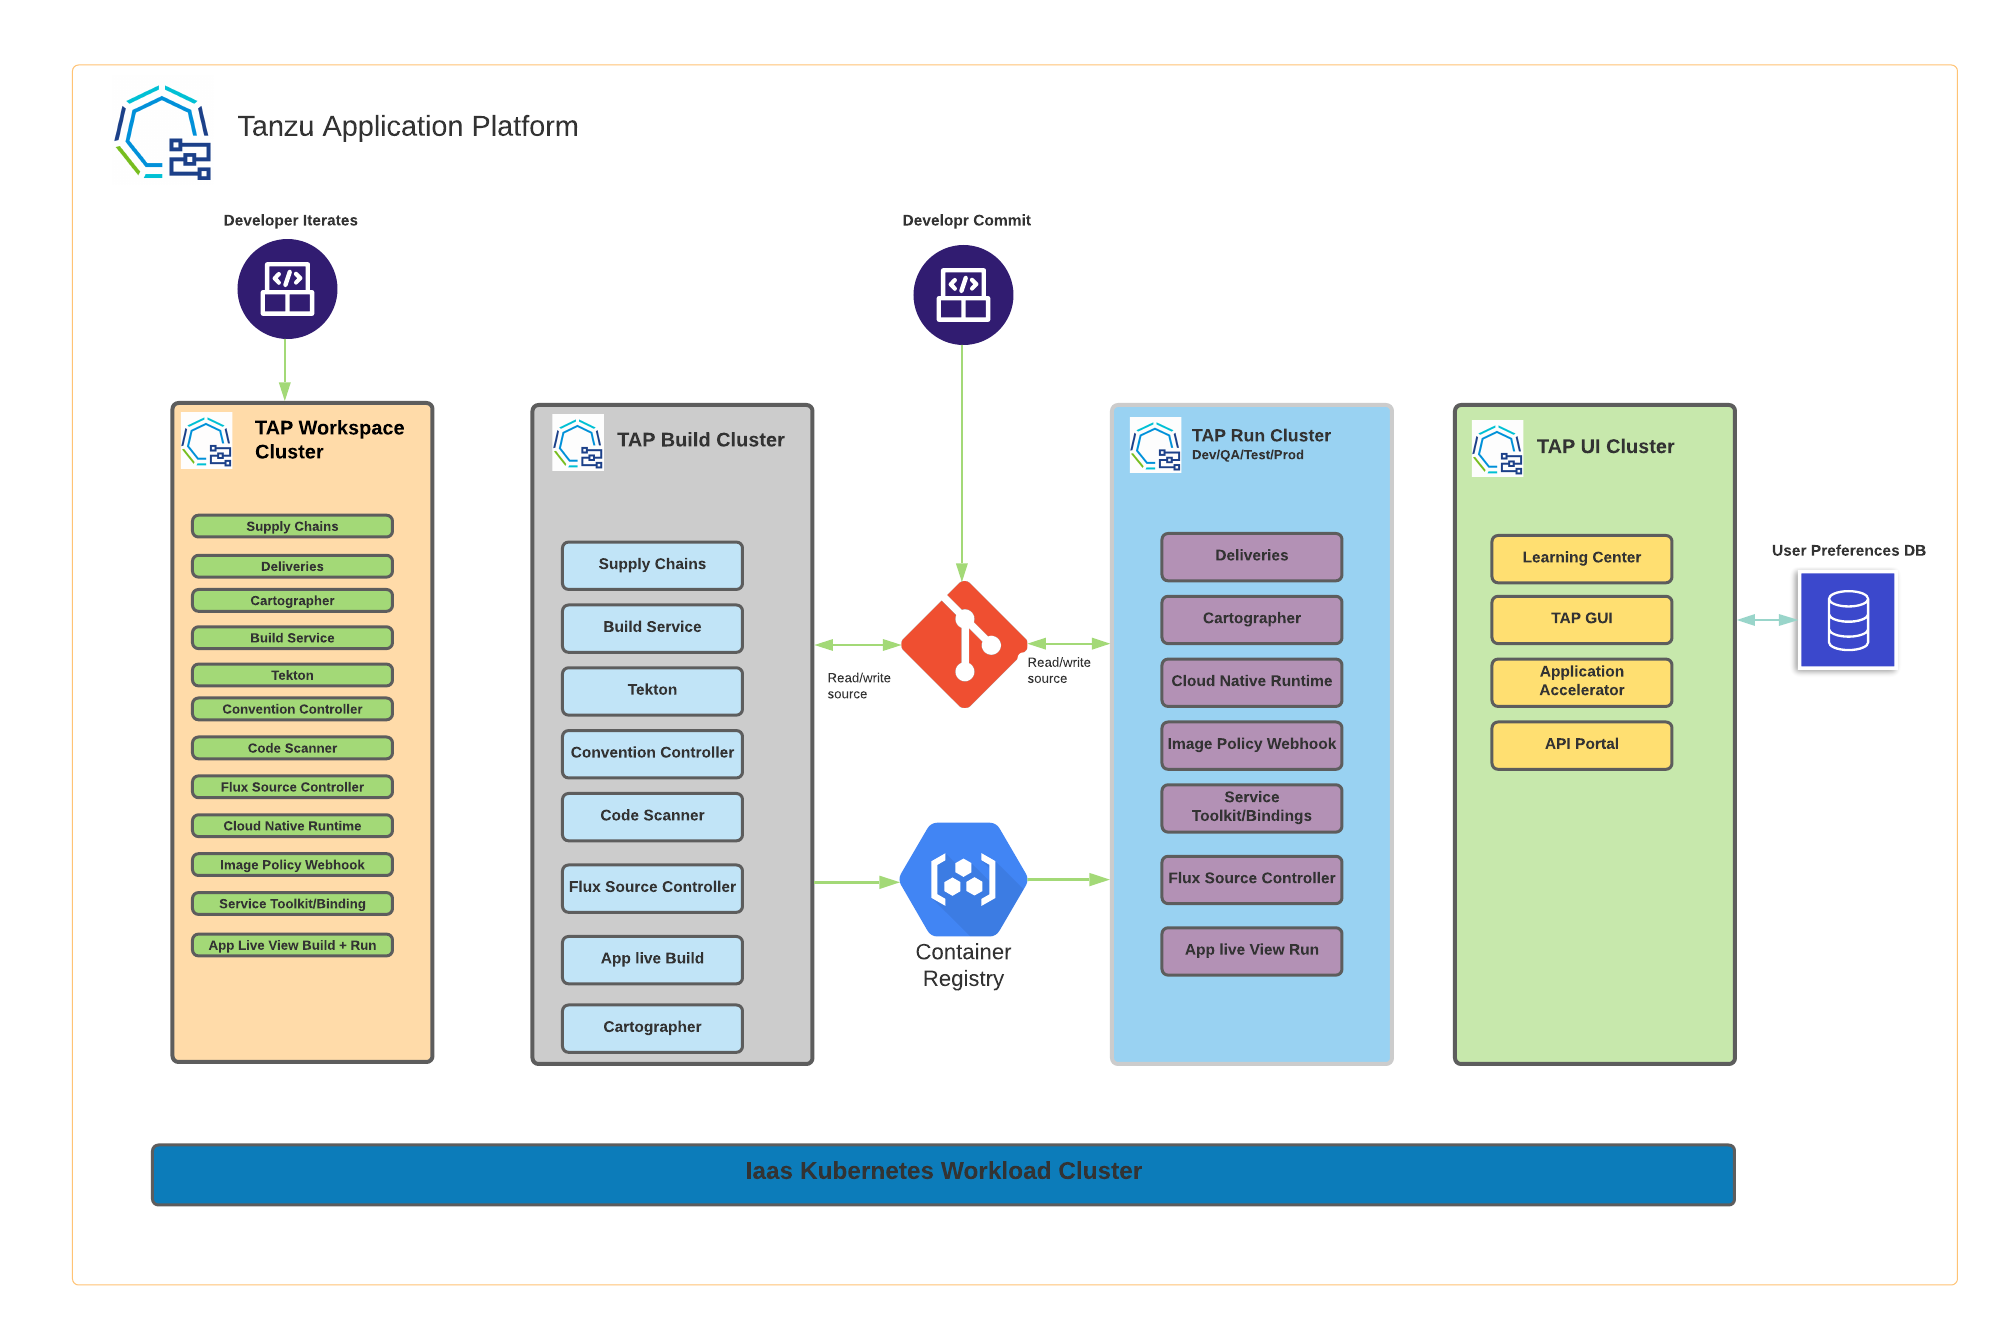 Tanzu Application Platform
Developer Iterates
Developr Commit
TAP Workspace
Cluster
Supply Chains
Deliveries
Cartographer
Build Service
Tekton
Convention Controller
Code Scanner
Flux Source Controller
Cloud Native Runtime
Image Policy Webhook
Service Toolkit/Binding
App Live View Build + Run
TAP Build Cluster
Supply Chains
Build Service
Tekton
Convention Controller
Code Scanner
Flux Source Controller
App live Build
Cartographer
Read/write
source
Read/write
source
Container
Registry
TAP Run Cluster
Dev/QA/Test/Prod
Deliveries
Cartographer
Cloud Native Runtime
Image Policy Webhook
Service
Toolkit/Bindings
Flux Source Controller
App live View Run
TAP UI Cluster
Learning Center
TAP GUI
Application
Accelerator
API Portal
User Preferences DB
Iaas Kubernetes Workload Cluster